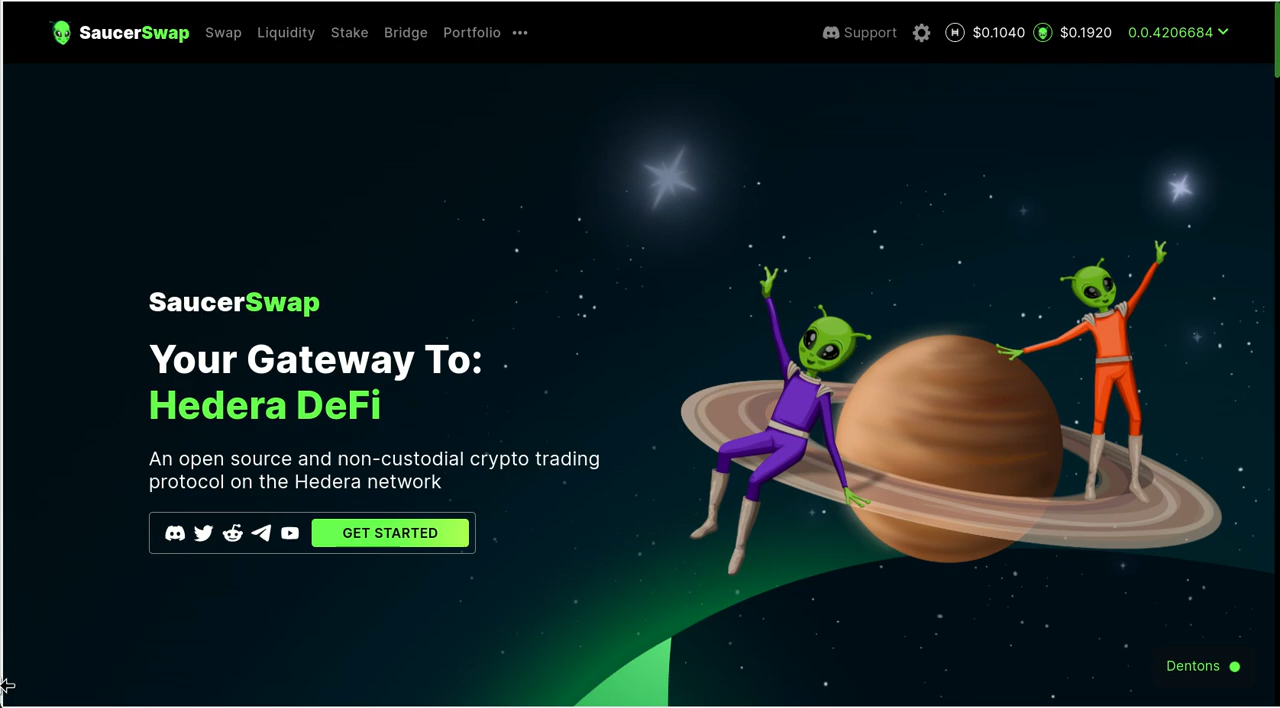 SaucerSwap Swap Liquidity Stake Bridge Portfolio ••• Support $0.1040 $0.1920 0.0.4206684
SaucerSwap
Your Gateway To:
Hedera DeFi
An open source and non-custodial crypto trading
protocol on the Hedera network
GET STARTED
Dentons